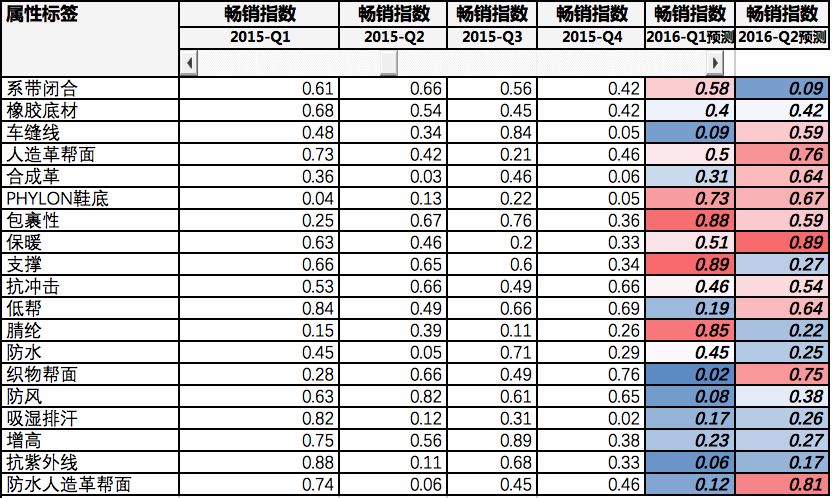 属性标签 畅销指数 畅销指数 畅销指数 畅销指数 畅销指数 畅销指数
2015-Q1 2015-Q2 2015-Q3 2015-Q4 2016-Q1预测 2016-Q2预测
系带闭合 0.61 0.66 0.56 0.42 0.58 0.09
橡胶底材 0.68 0.54 0.45 0.42 0.4 0.42
车缝线 0.48 0.34 0.84 0.05 0.09 0.59
人造革帮面 0.73 0.42 0.21 0.46 0.5 0.76
合成革 0.36 0.03 0.46 0.06 0.31 0.64
PHYLON鞋底 0.04 0.13 0.22 0.05 0.73 0.67
包裹性 0.25 0.67 0.76 0.36 0.88 0.59
保暖 0.63 0.46 0.2 0.33 0.51 0.89
支撑 0.66 0.65 0.6 0.34 0.89 0.27
抗冲击 0.53 0.66 0.49 0.66 0.46 0.54
低帮 0.84 0.49 0.66 0.69 0.19 0.64
腈纶 0.15 0.39 0.11 0.26 0.85 0.22
防水 0.45 0.05 0.71 0.29 0.45 0.25
织物帮面 0.28 0.66 0.49 0.76 0.02 0.75
防风 0.63 0.82 0.61 0.65 0.08 0.38
吸湿排汗 0.82 0.12 0.31 0.02 0.17 0.26
增高 0.75 0.56 0.89 0.38 0.23 0.27
抗紫外线 0.88 0.11 0.68 0.33 0.06 0.17
防水人造革帮面 0.74 0.06 0.45 0.46 0.12 0.81